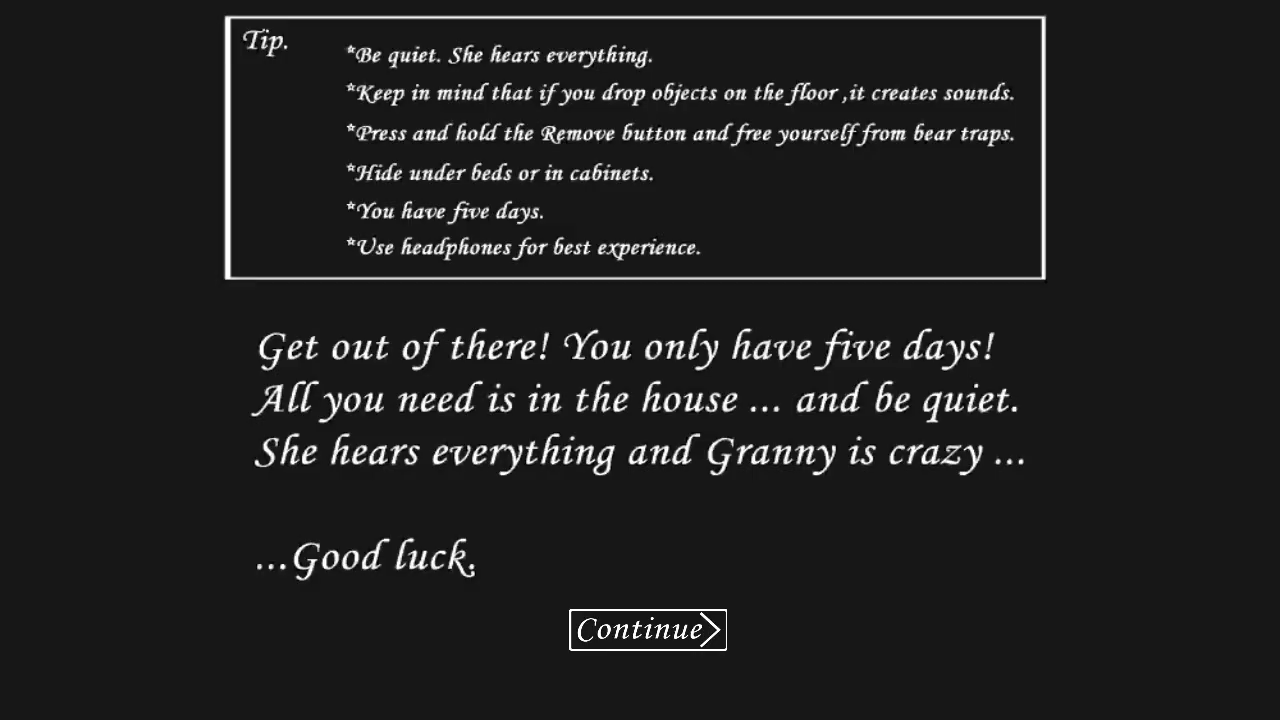 Tip.
*Be quiet. She hears everything.
*Keep in mind that if you drop objects on the floor ,it creates sounds.
*Press and hold the Remove button and free yourself from bear traps.
*Hide under beds or in cabinets.
*You have five days.
*Use headphones for best experience.
Get out of there! You only have five days!
All you need is in the house ... and be quiet.
She hears everything and Granny is crazy ...
...Good luck.
Continue